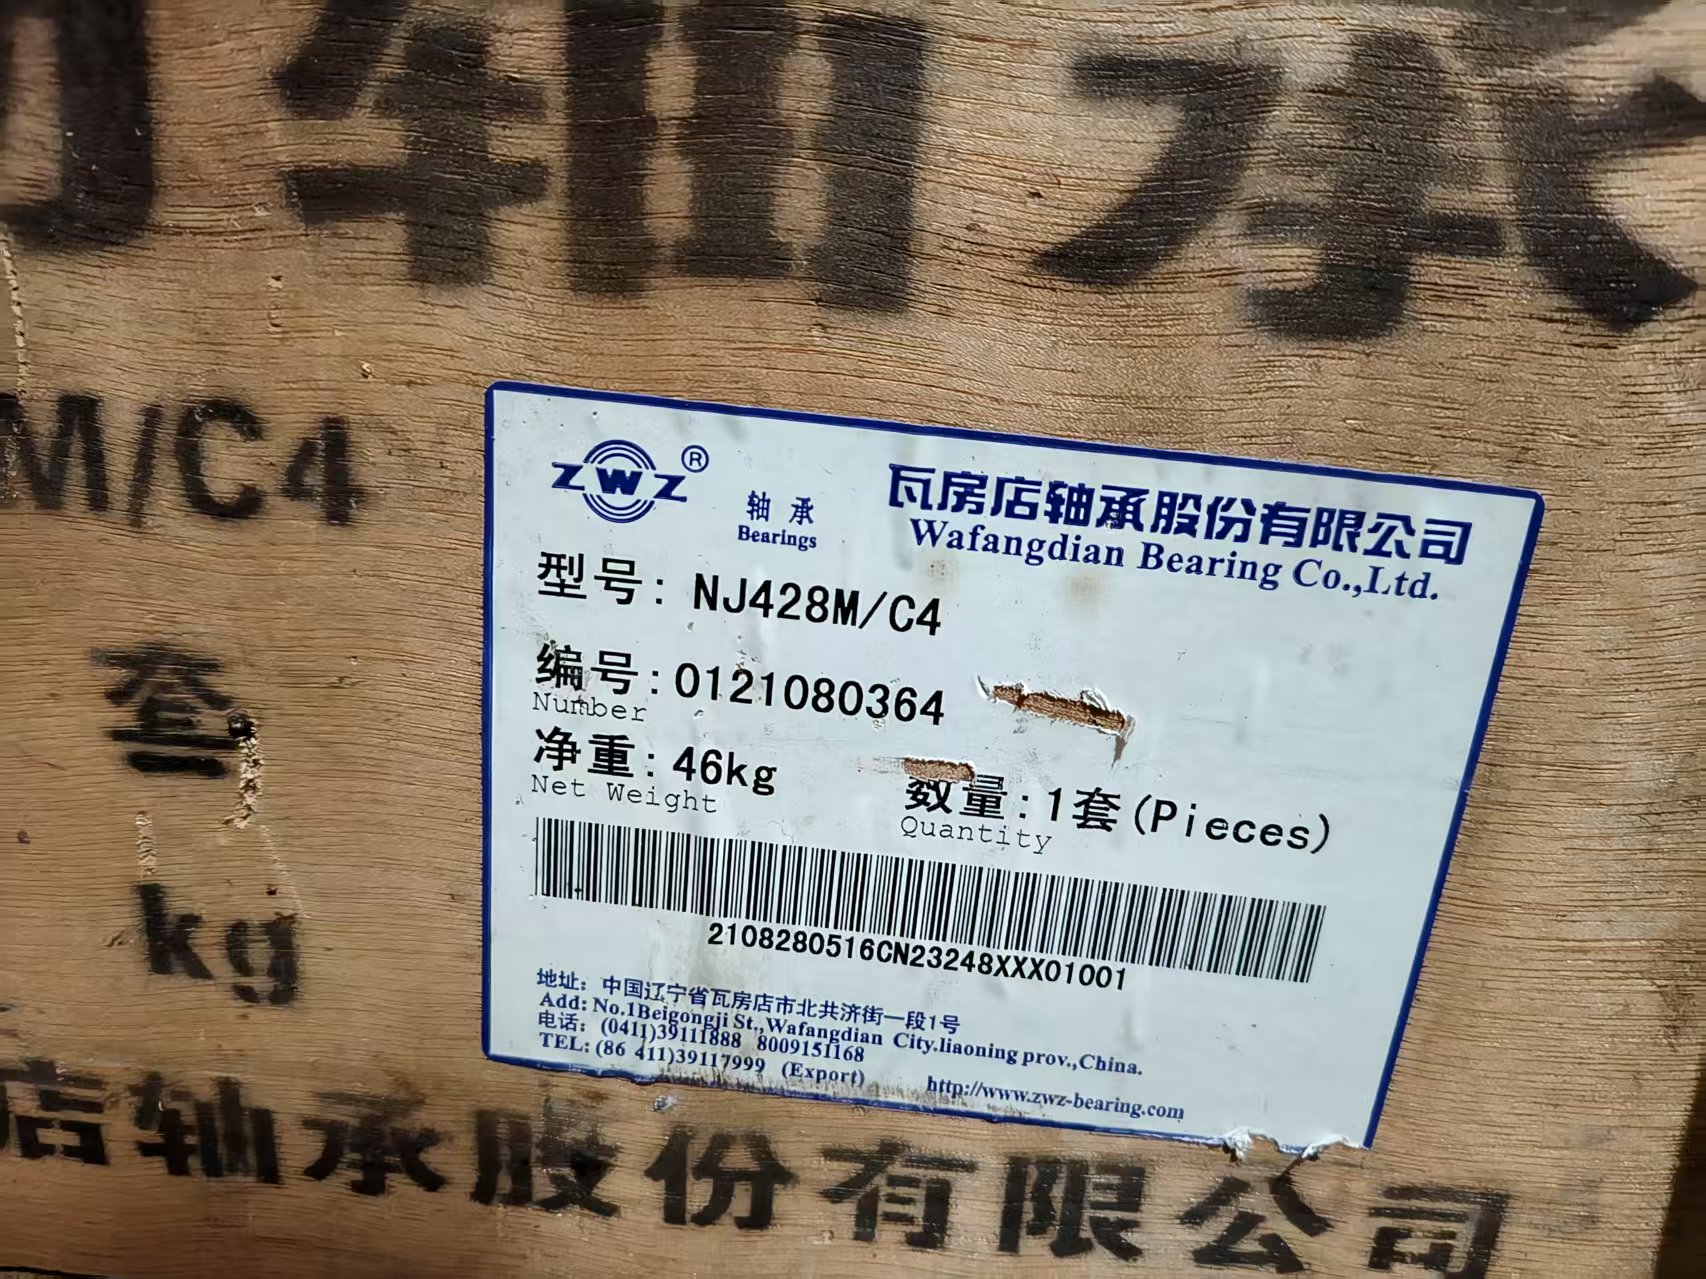 轴承
M/C4
ZWZ®
轴承
Bearings
瓦房店轴承股份有限公司
Wafangdian Bearing Co.,Ltd.
型号: NJ428M/C4
编号:0121080364
Number
净重:46kg
Net Weight
数量:1套(Pieces)
Quantity
2108280516CN23248XXX01001
地址: 中国辽宁省瓦房店市北共济街一段1号
Add: No.1Beigongji St.,Wafangdian City.liaoning prov.,China.
电话: (0411)39111888 8009151168
TEL: (86 411)39117999 (Export)
http://www.zwz-bearing.com
套
kg
店轴承股份有限公司